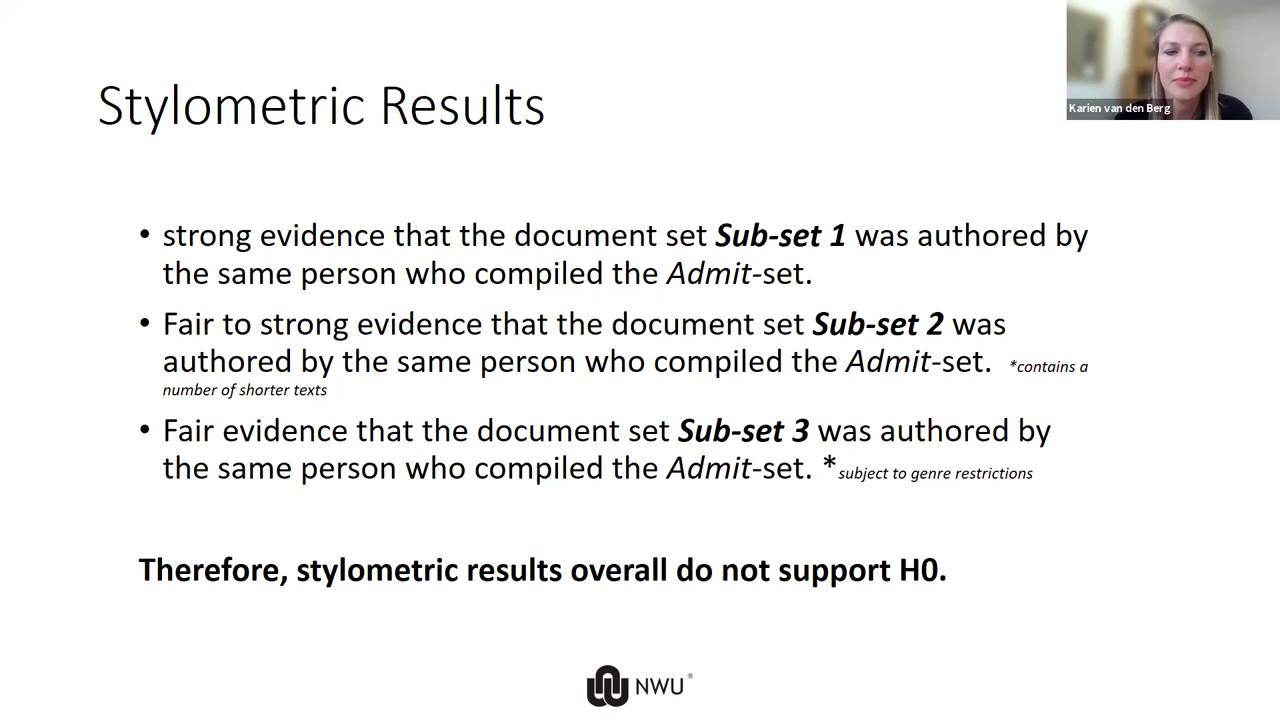 Karien van den Berg
Stylometric Results
• strong evidence that the document set Sub-set 1 was authored by
the same person who compiled the Admit-set.
• Fair to strong evidence that the document set Sub-set 2 was
authored by the same person who compiled the Admit-set. *contains a
number of shorter texts
• Fair evidence that the document set Sub-set 3 was authored by
the same person who compiled the Admit-set. *subject to genre restrictions
Therefore, stylometric results overall do not support H0.
NWU®